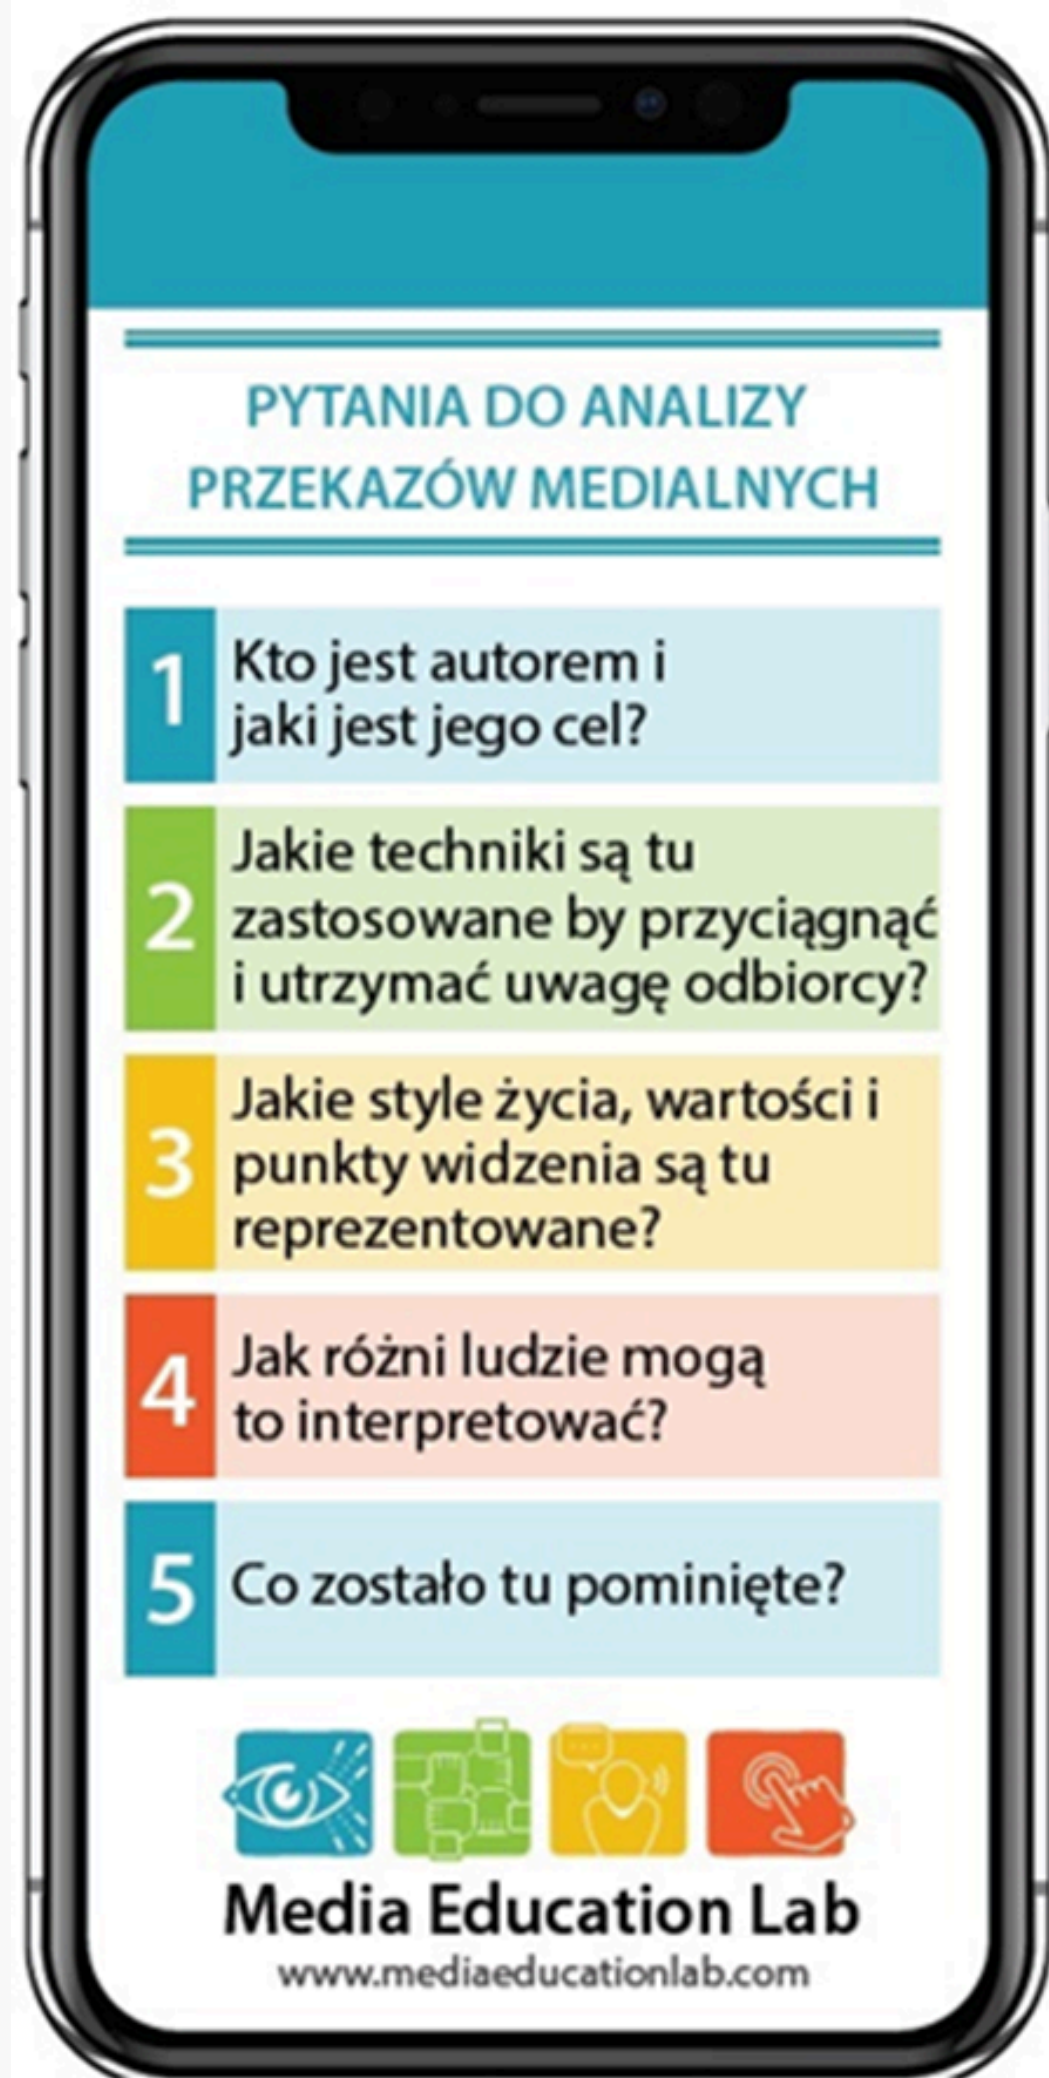 PYTANIA DO ANALIZY
PRZEKAZÓW MEDIALNYCH
1
Kto jest autorem i
jaki jest jego cel?
2
Jakie techniki są tu
zastosowane by przyciągnąć
i utrzymać uwagę odbiorcy?
3
Jakie style życia, wartości i
punkty widzenia są tu
reprezentowane?
4
Jak różni ludzie mogą
to interpretować?
5
Co zostało tu pominięte?
Media Education Lab
www.mediaeducationlab.com